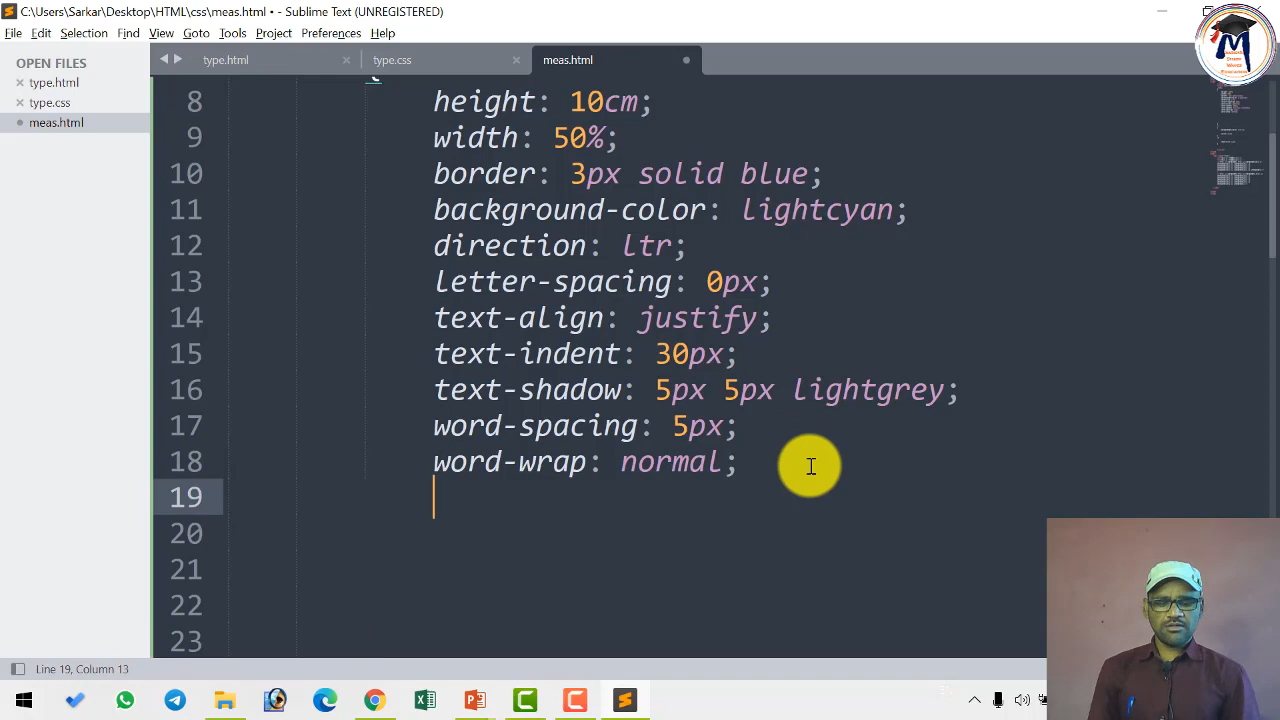 C:\Users\Sarkar\Desktop\HTML\css\meas.html • - Sublime Text (UNREGISTERED)
File Edit Selection Find View Goto Tools Project Preferences Help
OPEN FILES
type.html
type.css
meas.html
type.html
type.css
meas.html
8 height: 10cm;
9 width: 50%;
10 border: 3px solid blue;
11 background-color: lightcyan;
12 direction: ltr;
13 letter-spacing: 0px;
14 text-align: justify;
15 text-indent: 30px;
16 text-shadow: 5px 5px lightgrey;
17 word-spacing: 5px;
18 word-wrap: normal;
19
20
21
22
23
Line 19, Column 13